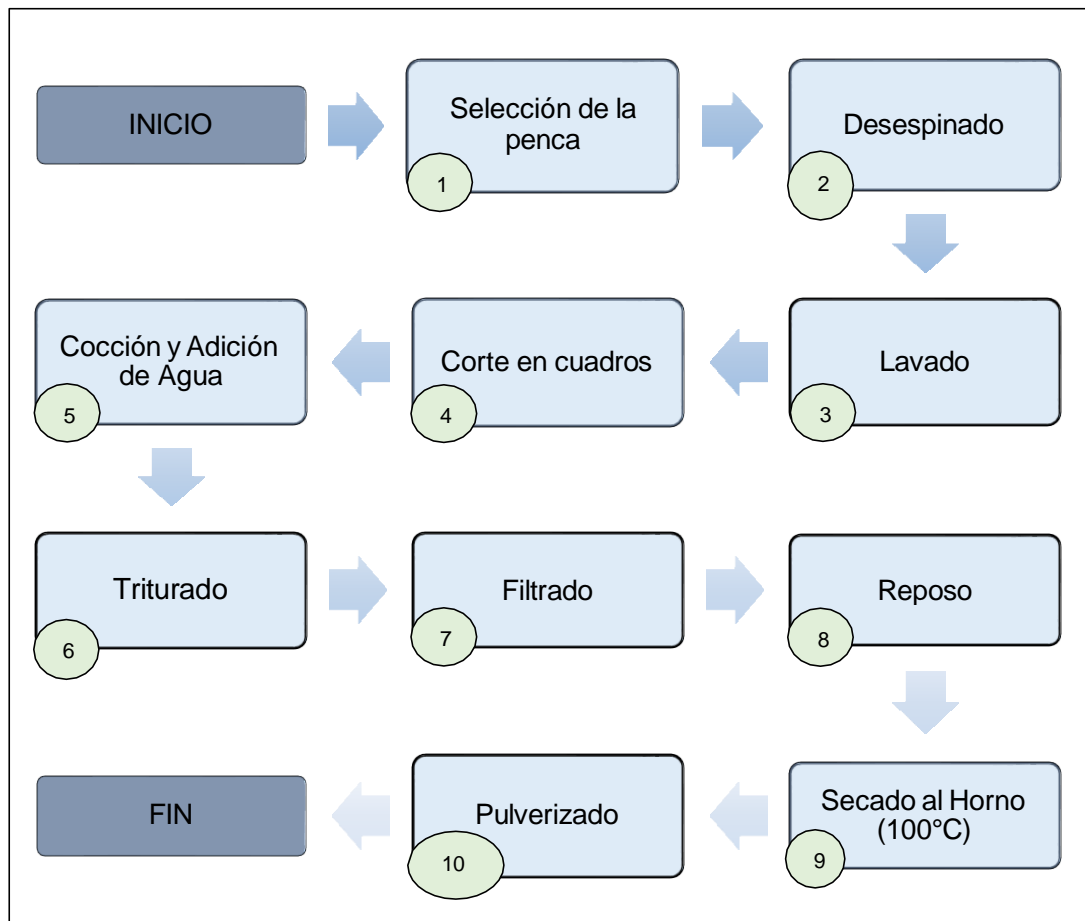 INICIO
Selección de la
penca
1
Desespinado
2
Lavado
3
Corte en cuadros
4
Cocción y Adición
de Agua
5
Triturado
6
Filtrado
7
Reposo
8
Secado al Horno
(100°C)
9
Pulverizado
10
FIN